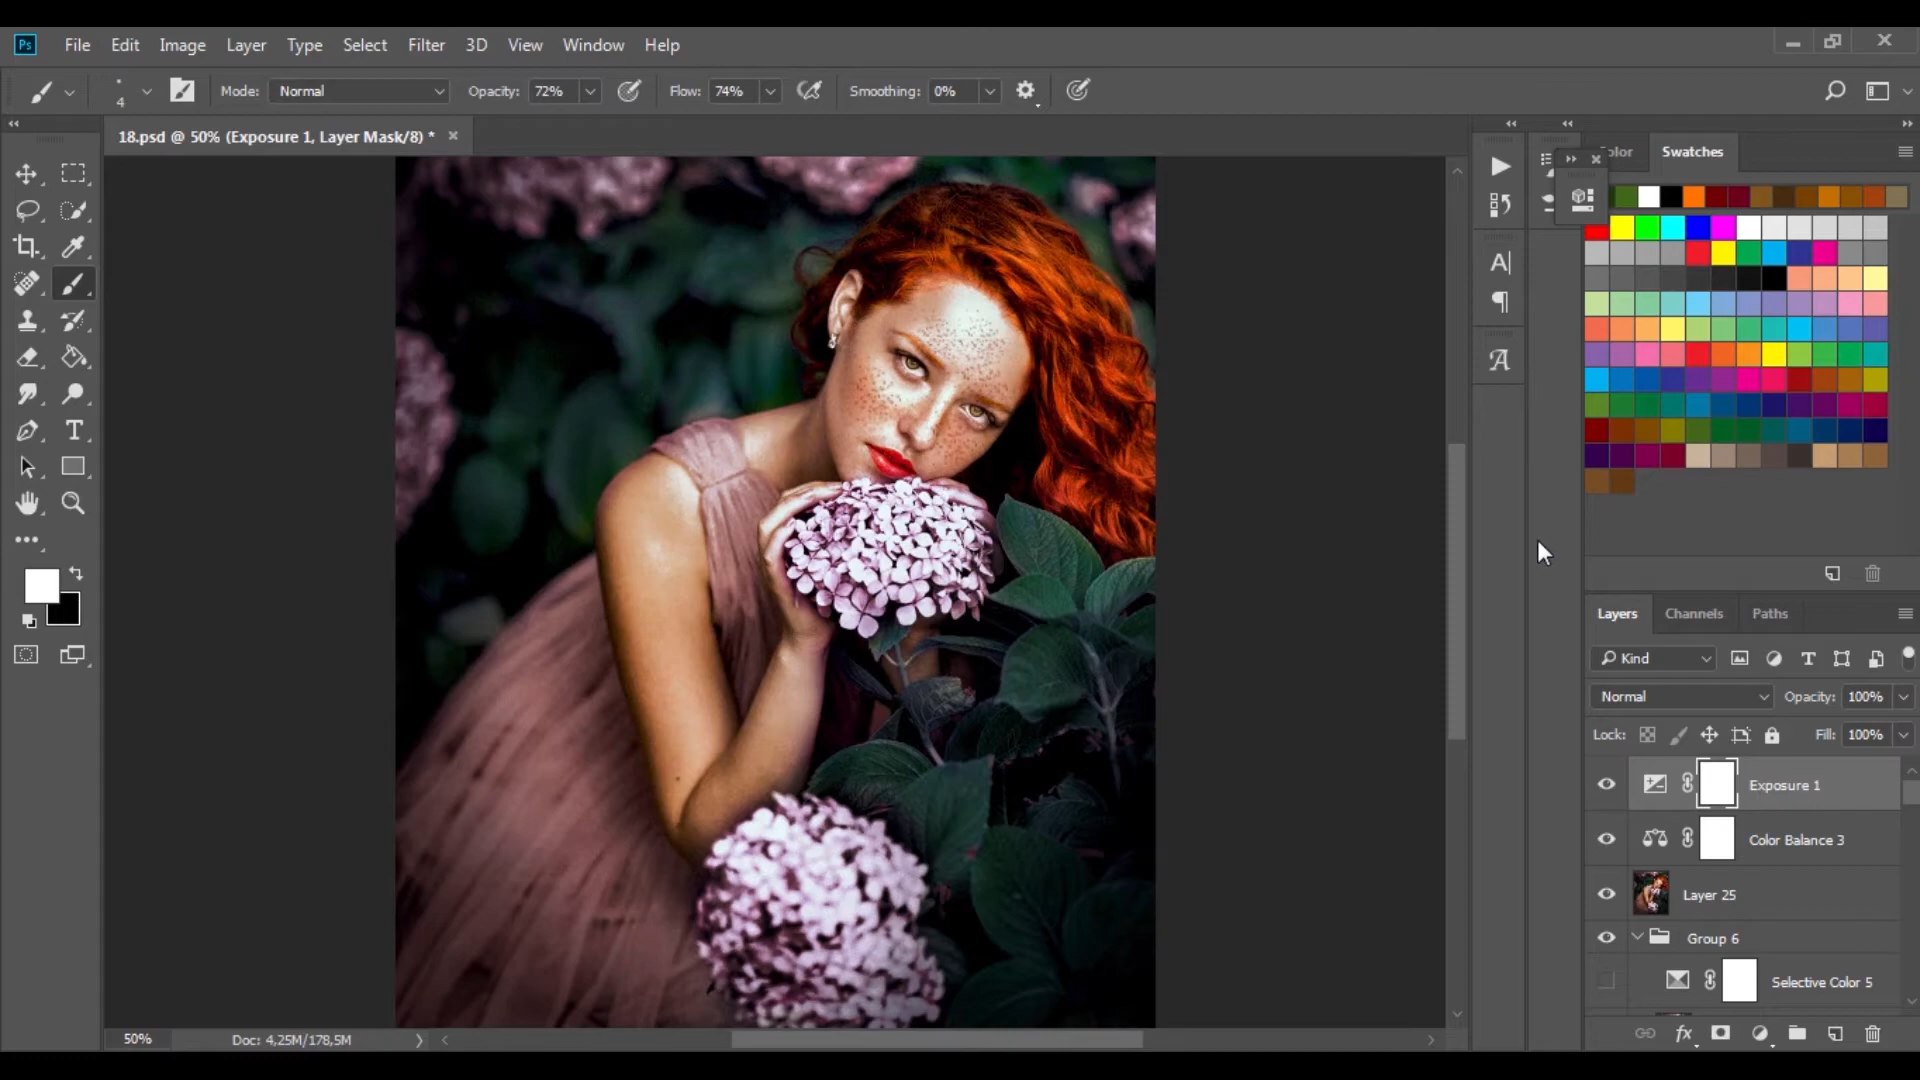 Ps File Edit Image Layer Type Select Filter 3D View Window Help
4 Mode: Normal Opacity: 72% Flow: 74% Smoothing: 0%
18.psd @ 50% (Exposure 1, Layer Mask/8) *
olor Swatches
Layers Channels Paths
Kind
Normal Opacity: 100%
Lock: Fill: 100%
Exposure 1
Color Balance 3
Layer 25
Group 6
Selective Color 5
50% Doc: 4,25M/178,5M
fx